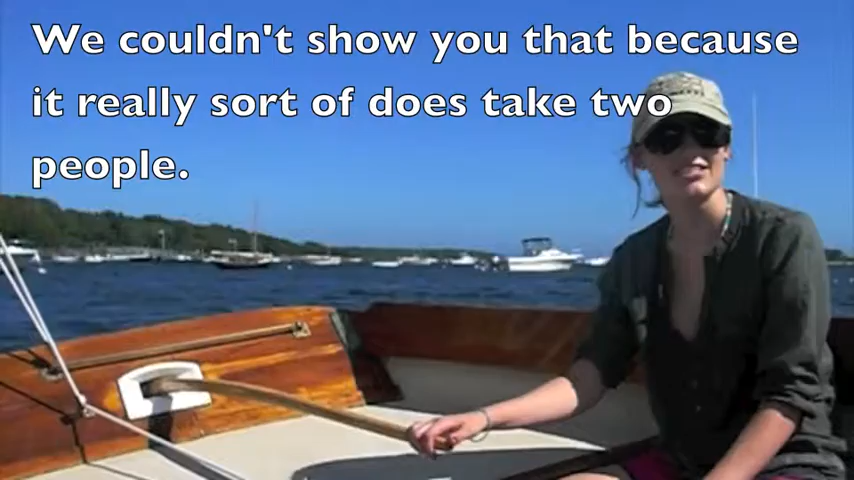 We couldn't show you that because
it really sort of does take two
people.